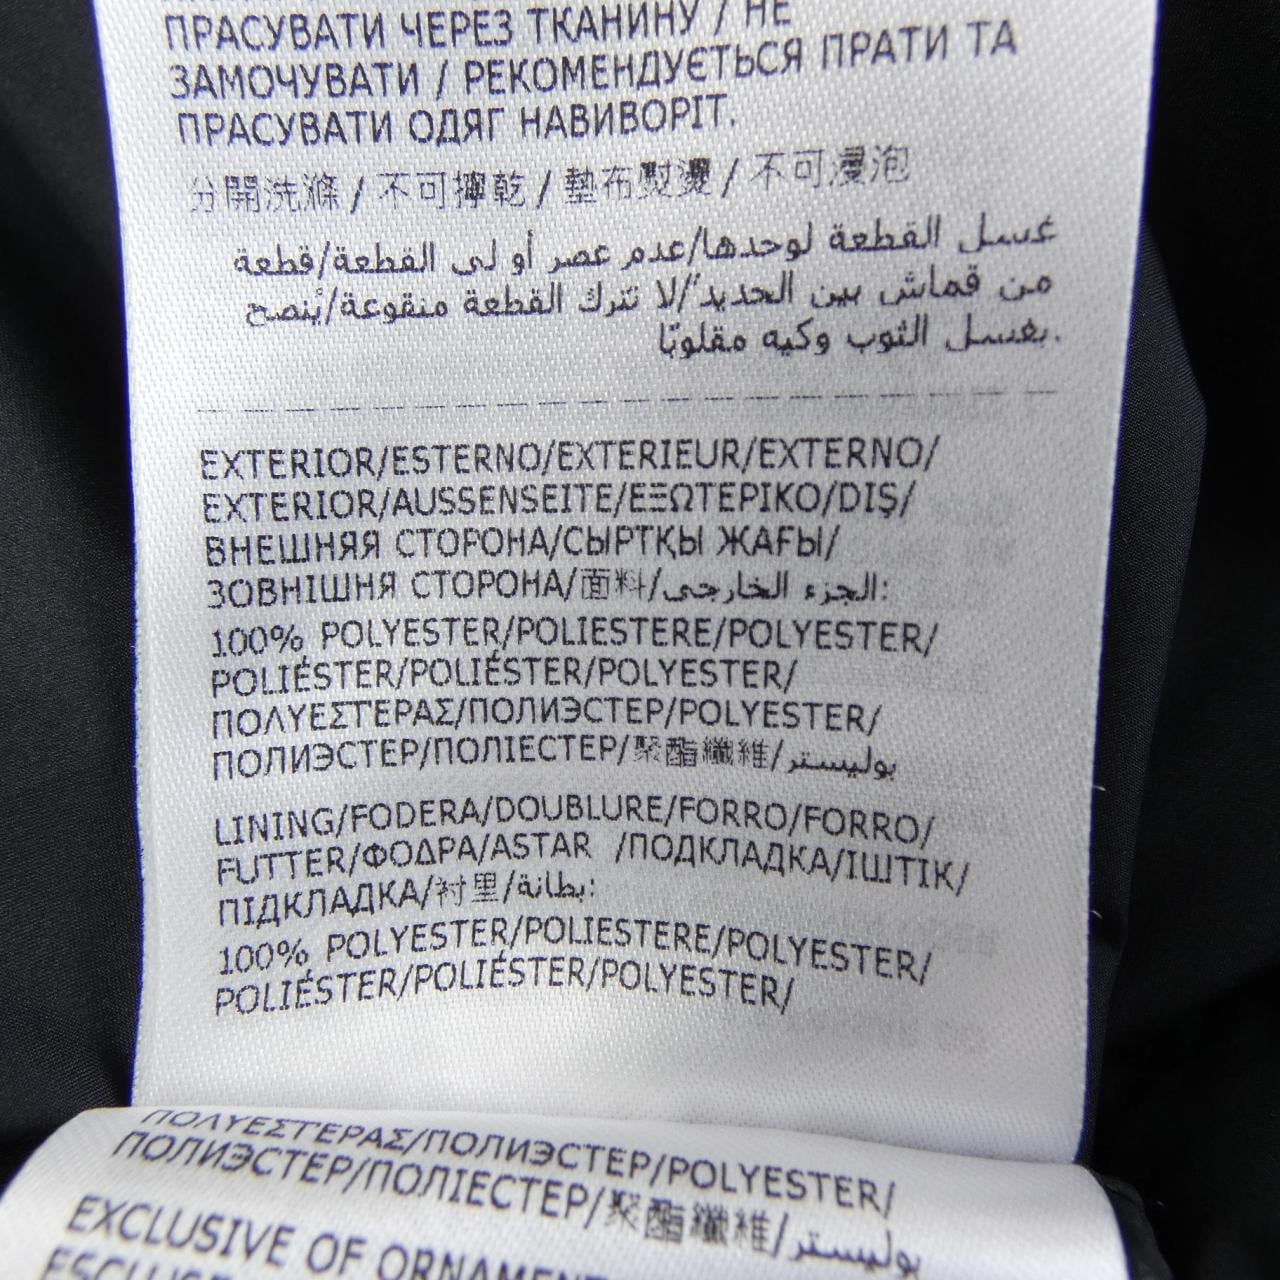 ПРАСУВАТИ ЧЕРЕЗ ТКАНИНУ / НЕ
ЗАМОЧУВАТИ / РЕКОМЕНДУЄТЬСЯ ПРАТИ ТА
ПРАСУВАТИ ОДЯГ НАВИВОРІТ.
分開洗滌 / 不可擰乾 / 墊布熨燙 / 不可浸泡
غسل القطعة لوحدها/عدم عصر أو لي القطعة/قطعة
من قماش بين الحديد/لا تترك القطعة منقوعة/يُنصح
بغسل الثوب وكيه مقلوبًا.
EXTERIOR/ESTERNO/EXTERIEUR/EXTERNO/
EXTERIOR/AUSSENSEITE/ΕΞΩΤΕΡΙΚΟ/DIŞ/
ВНЕШНЯЯ СТОРОНА/СЫРТҚЫ ЖАҒЫ/
ЗОВНІШНЯ СТОРОНА/面料/الجزء الخارجي:
100% POLYESTER/POLIESTERE/POLYESTER/
POLIÉSTER/POLIÉSTER/POLYESTER/
ΠΟΛΥΕΣΤΕΡΑΣ/ПОЛИЭСТЕР/POLYESTER/
ПОЛИЭСТЕР/ПОЛІЕСТЕР/聚酯纖維/بوليستر
LINING/FODERA/DOUBLURE/FORRO/FORRO/
FUTTER/ΦΟΔΡΑ/ASTAR /ПОДКЛАДКА/ІШТІК/
ПІДКЛАДКА/衬里/بطانة:
100% POLYESTER/POLIESTERE/POLYESTER/
POLIÉSTER/POLIÉSTER/POLYESTER/
ΠΟΛΥΕΣΤΕΡΑΣ/ПОЛИЭСТЕР/POLYESTER/
ПОЛИЭСТЕР/ПОЛІЕСТЕР/聚酯纖維/بوليستر
EXCLUSIVE OF